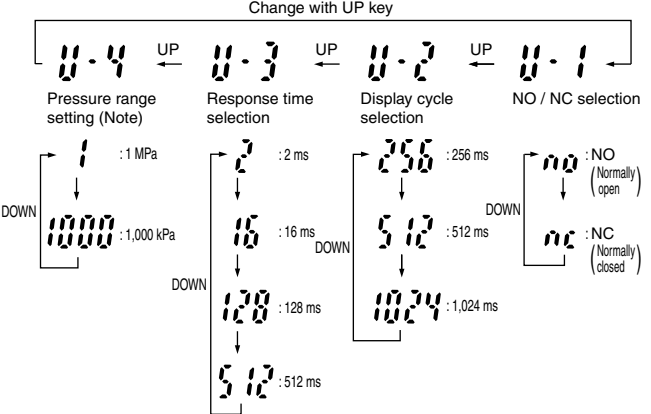 Change with UP key
U-4
UP
U-3
UP
U-2
UP
U-1
Pressure range
setting (Note)
Response time
selection
Display cycle
selection
NO / NC selection
1 : 1 MPa
DOWN
1000 : 1,000 kPa
2 : 2 ms
16 : 16 ms
DOWN
128 : 128 ms
512 : 512 ms
256 : 256 ms
512 : 512 ms
DOWN
1024 : 1,024 ms
no : NO
(Normally
open)
DOWN
nc : NC
(Normally
closed)